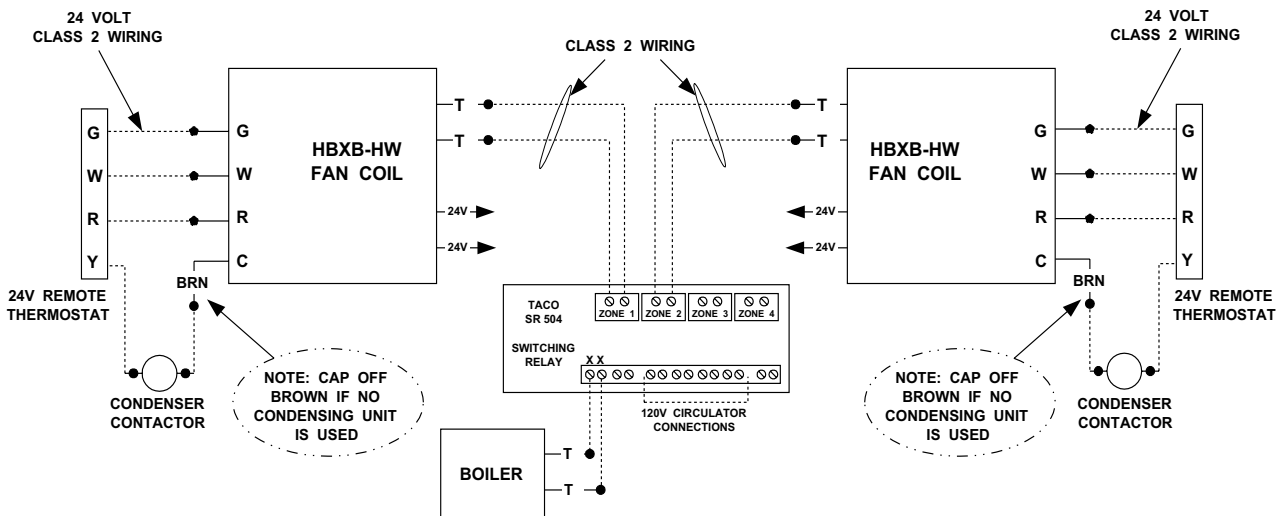 24 VOLT
CLASS 2 WIRING
CLASS 2 WIRING
24 VOLT
CLASS 2 WIRING
G
W
R
Y
24V REMOTE
THERMOSTAT
G
W
R
C
HBXB-HW
FAN COIL
T
T
24V
24V
BRN
CONDENSER
CONTACTOR
NOTE: CAP OFF
BROWN IF NO
CONDENSING UNIT
IS USED
TACO
SR 504
SWITCHING
RELAY
ZONE 1
ZONE 2
ZONE 3
ZONE 4
X X
120V CIRCULATOR
CONNECTIONS
BOILER
T
T
T
T
24V
24V
HBXB-HW
FAN COIL
G
W
R
C
BRN
G
W
R
Y
24V REMOTE
THERMOSTAT
NOTE: CAP OFF
BROWN IF NO
CONDENSING UNIT
IS USED
CONDENSER
CONTACTOR